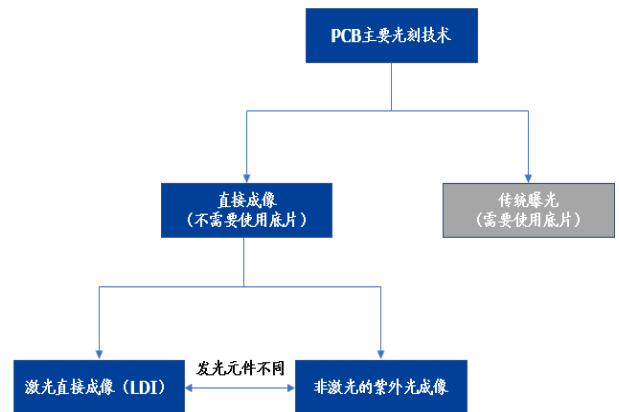 PCB主要光刻技术
直接成像
（不需要使用底片）
传统曝光
（需要使用底片）
激光直接成像（LDI）
发光元件不同
非激光的紫外光成像